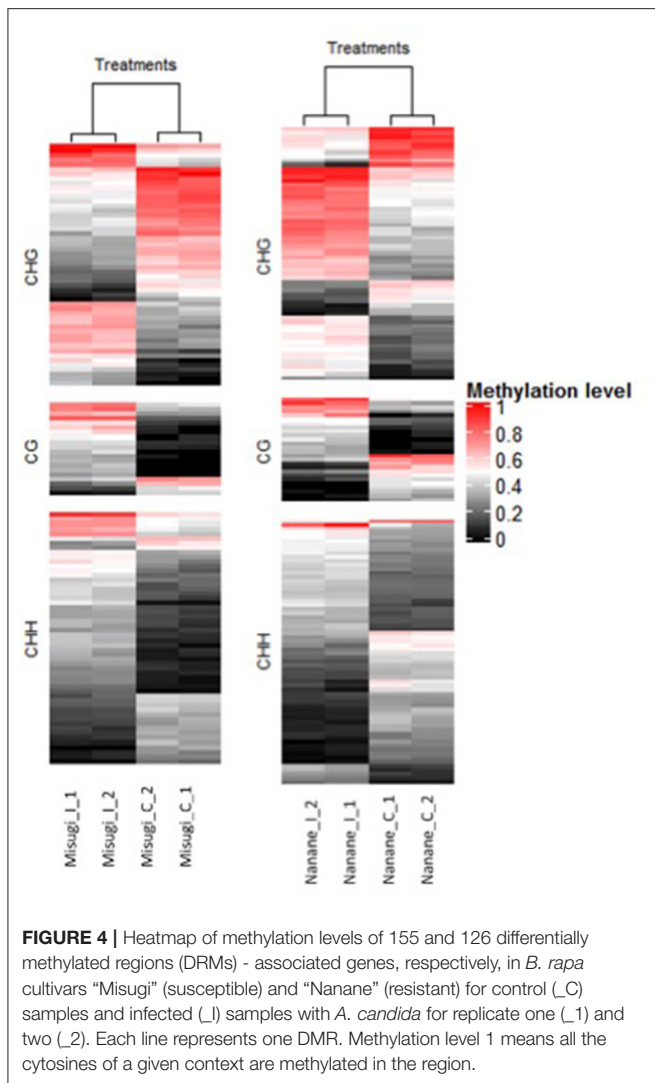 Treatments
Treatments
CHG
CG
CHH
CHG
CG
CHH
Methylation level
1
0.8
0.6
0.4
0.2
0
Misugi_I_1
Misugi_I_2
Misugi_C_2
Misugi_C_1
Nanane_I_2
Nanane_I_1
Nanane_C_1
Nanane_C_2
FIGURE 4 | Heatmap of methylation levels of 155 and 126 differentially
methylated regions (DRMs) - associated genes, respectively, in B. rapa
cultivars “Misugi” (susceptible) and “Nanane” (resistant) for control (_C)
samples and infected (_I) samples with A. candida for replicate one (_1) and
two (_2). Each line represents one DMR. Methylation level 1 means all the
cytosines of a given context are methylated in the region.